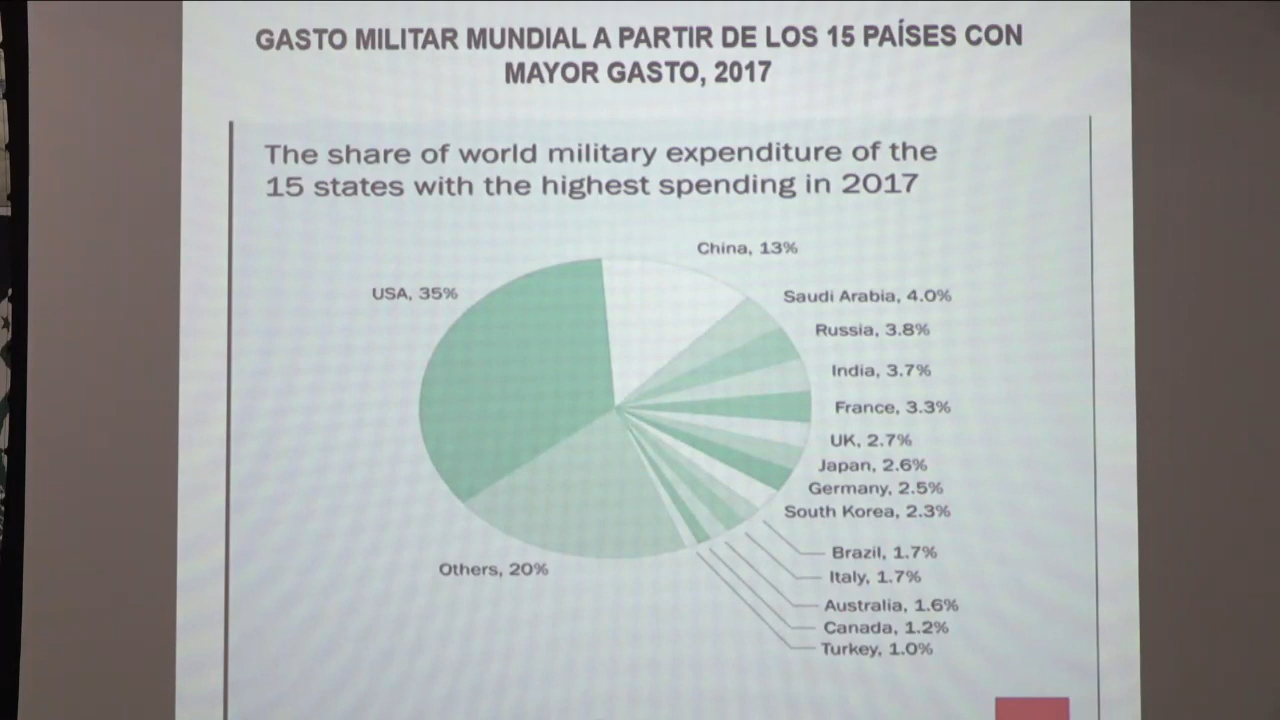 GASTO MILITAR MUNDIAL A PARTIR DE LOS 15 PAÍSES CON
MAYOR GASTO, 2017
The share of world military expenditure of the
15 states with the highest spending in 2017
China, 13%
USA, 35%
Saudi Arabia, 4.0%
Russia, 3.8%
India, 3.7%
France, 3.3%
UK, 2.7%
Japan, 2.6%
Germany, 2.5%
South Korea, 2.3%
Brazil, 1.7%
Others, 20%
Italy, 1.7%
Australia, 1.6%
Canada, 1.2%
Turkey, 1.0%